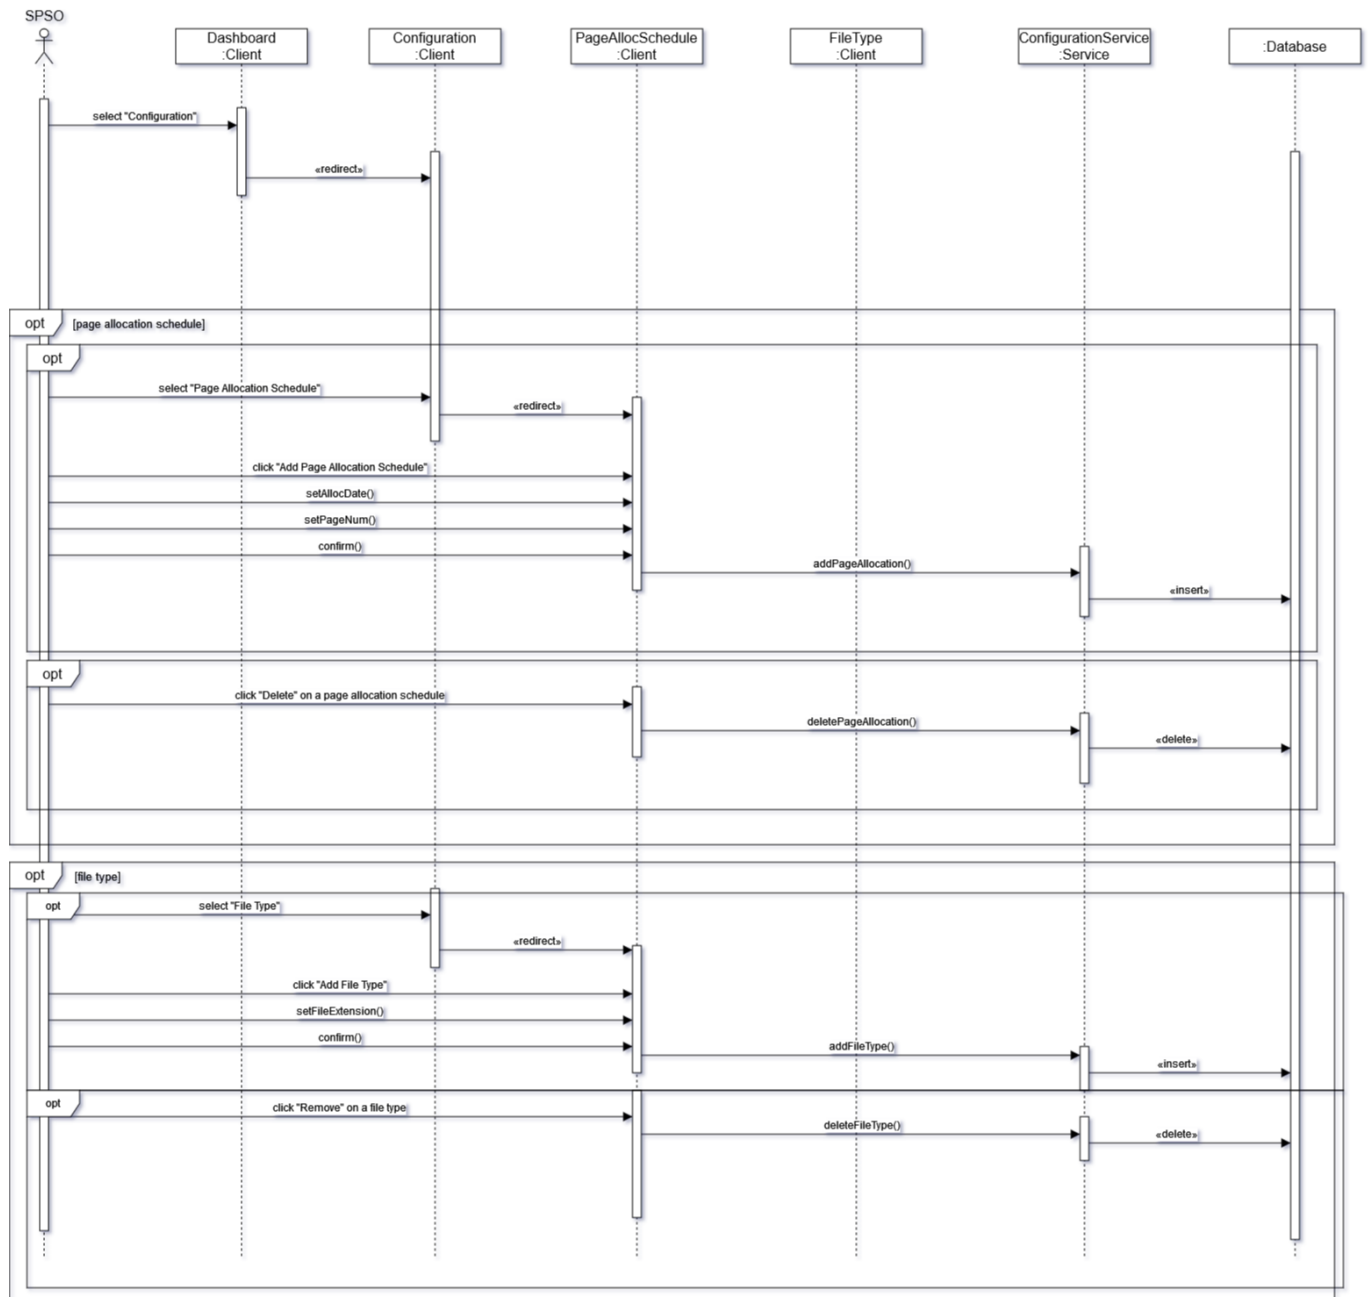 SPSO
Dashboard
:Client
Configuration
:Client
PageAllocSchedule
:Client
FileType
:Client
ConfigurationService
:Service
:Database
select "Configuration"
«redirect»
opt
[page allocation schedule]
opt
select "Page Allocation Schedule"
«redirect»
click "Add Page Allocation Schedule"
setAllocDate()
setPageNum()
confirm()
addPageAllocation()
«insert»
opt
click "Delete" on a page allocation schedule
deletePageAllocation()
«delete»
opt
[file type]
opt
select "File Type"
«redirect»
click "Add File Type"
setFileExtension()
confirm()
addFileType()
«insert»
opt
click "Remove" on a file type
deleteFileType()
«delete»